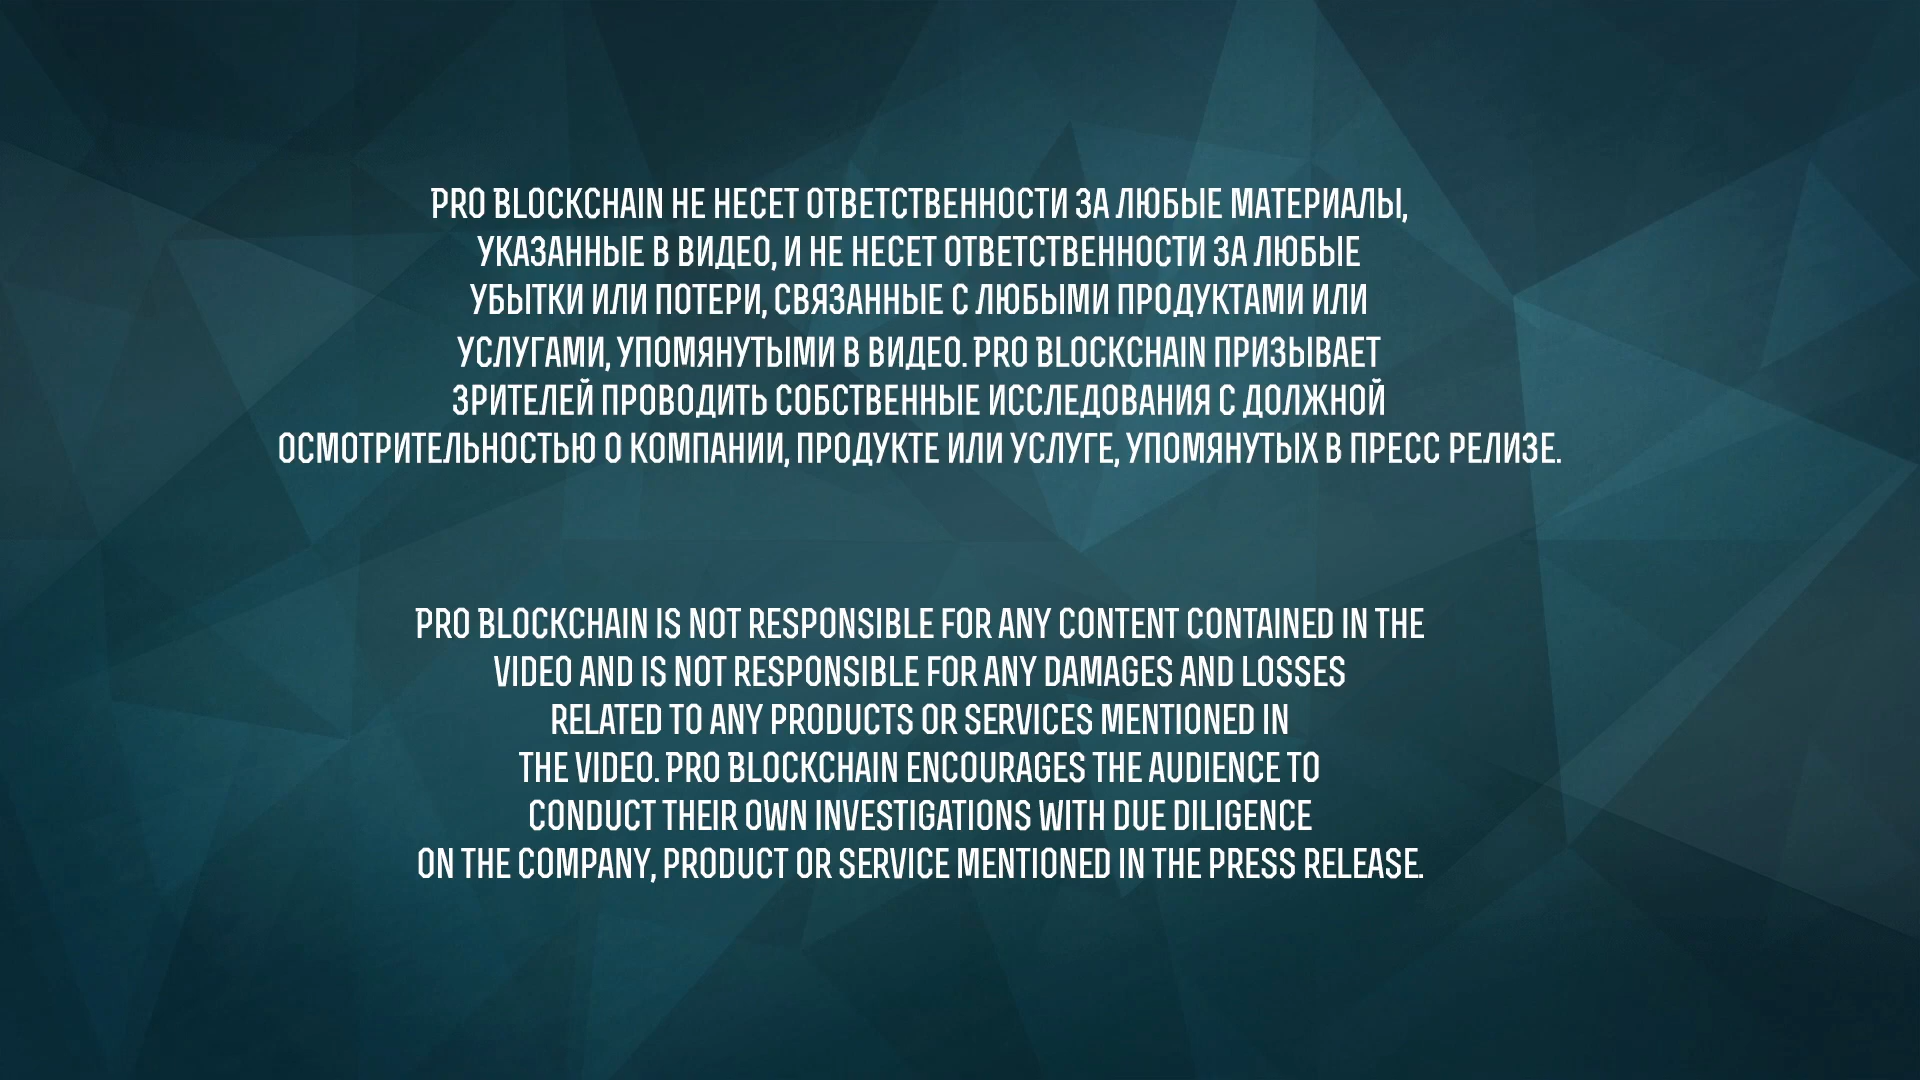 PRO BLOCKCHAIN НЕ НЕСЕТ ОТВЕТСТВЕННОСТИ ЗА ЛЮБЫЕ МАТЕРИАЛЫ,
УКАЗАННЫЕ В ВИДЕО, И НЕ НЕСЕТ ОТВЕТСТВЕННОСТИ ЗА ЛЮБЫЕ
УБЫТКИ ИЛИ ПОТЕРИ, СВЯЗАННЫЕ С ЛЮБЫМИ ПРОДУКТАМИ ИЛИ
УСЛУГАМИ, УПОМЯНУТЫМИ В ВИДЕО. PRO BLOCKCHAIN ПРИЗЫВАЕТ
ЗРИТЕЛЕЙ ПРОВОДИТЬ СОБСТВЕННЫЕ ИССЛЕДОВАНИЯ С ДОЛЖНОЙ
ОСМОТРИТЕЛЬНОСТЬЮ О КОМПАНИИ, ПРОДУКТЕ ИЛИ УСЛУГЕ, УПОМЯНУТЫХ В ПРЕСС РЕЛИЗЕ.
PRO BLOCKCHAIN IS NOT RESPONSIBLE FOR ANY CONTENT CONTAINED IN THE
VIDEO AND IS NOT RESPONSIBLE FOR ANY DAMAGES AND LOSSES
RELATED TO ANY PRODUCTS OR SERVICES MENTIONED IN
THE VIDEO. PRO BLOCKCHAIN ENCOURAGES THE AUDIENCE TO
CONDUCT THEIR OWN INVESTIGATIONS WITH DUE DILIGENCE
ON THE COMPANY, PRODUCT OR SERVICE MENTIONED IN THE PRESS RELEASE.